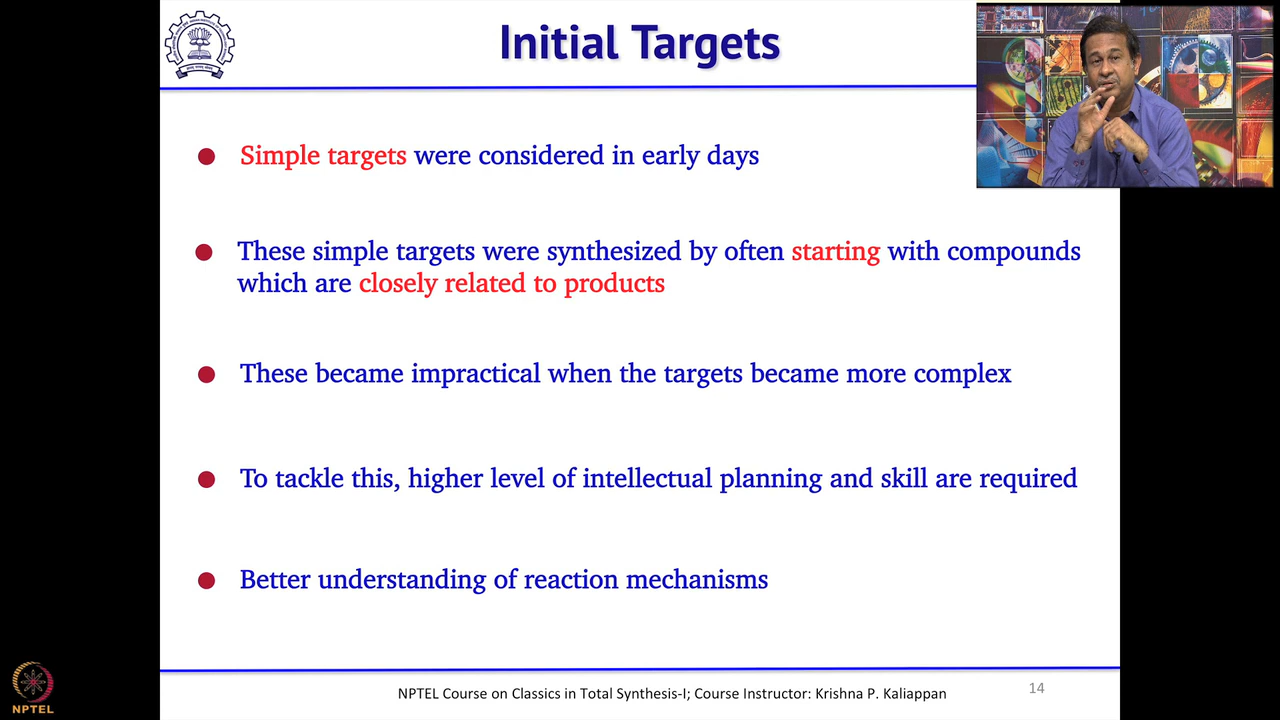 Initial Targets
Simple targets were considered in early days
These simple targets were synthesized by often starting with compounds
which are closely related to products
These became impractical when the targets became more complex
To tackle this, higher level of intellectual planning and skill are required
Better understanding of reaction mechanisms
NPTEL Course on Classics in Total Synthesis-I; Course Instructor: Krishna P. Kaliappan
14
NPTEL